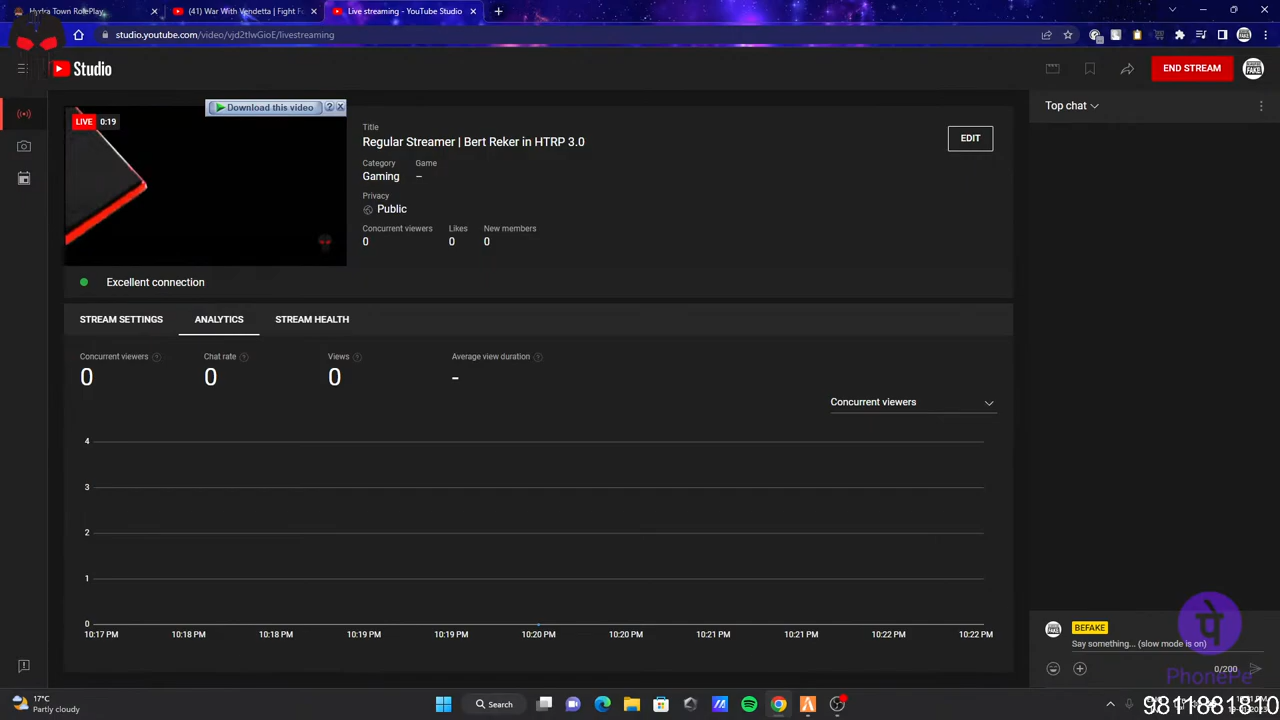 Hydra Town RolePlay
(41) War With Vendetta | Fight Fo
Live streaming - YouTube Studio
studio.youtube.com/video/vjd2tlwGioE/livestreaming
Studio
END STREAM
Download this video
?
X
LIVE 0:19
Title
Regular Streamer | Bert Reker in HTRP 3.0
EDIT
Category Game
Gaming –
Privacy
Public
Concurrent viewers Likes New members
0 0 0
Excellent connection
STREAM SETTINGS ANALYTICS STREAM HEALTH
Concurrent viewers Chat rate Views Average view duration
0 0 0 -
Concurrent viewers
4
3
2
1
0
10:17 PM 10:18 PM 10:18 PM 10:19 PM 10:19 PM 10:20 PM 10:20 PM 10:21 PM 10:21 PM 10:22 PM 10:22 PM
Top chat
BEFAKE
Say something... (slow mode is on)
0/200
पे
PhonePe
9811881810
17°C
Partly cloudy
Search